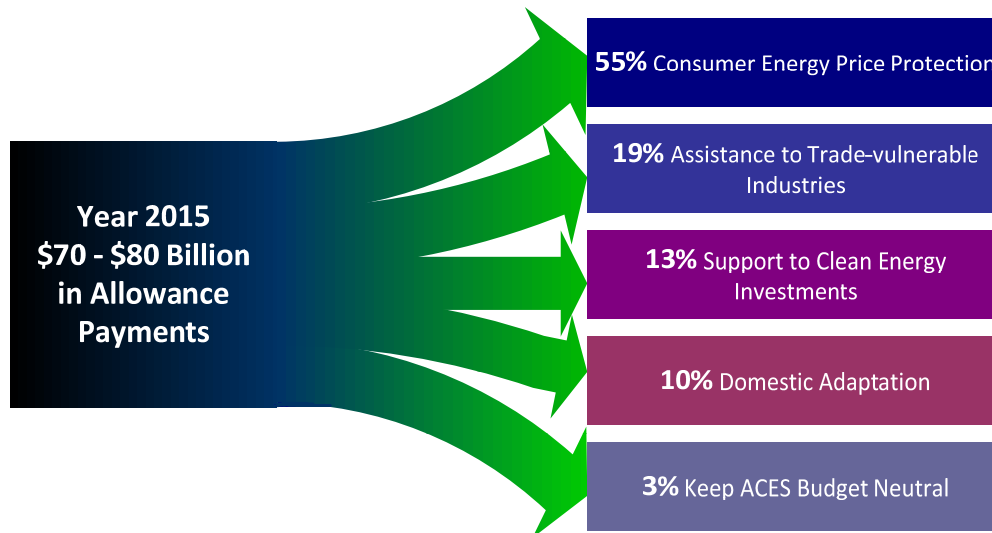 Year 2015
$70 - $80 Billion
in Allowance
Payments
55% Consumer Energy Price Protection
19% Assistance to Trade-vulnerable
Industries
13% Support to Clean Energy
Investments
10% Domestic Adaptation
3% Keep ACES Budget Neutral